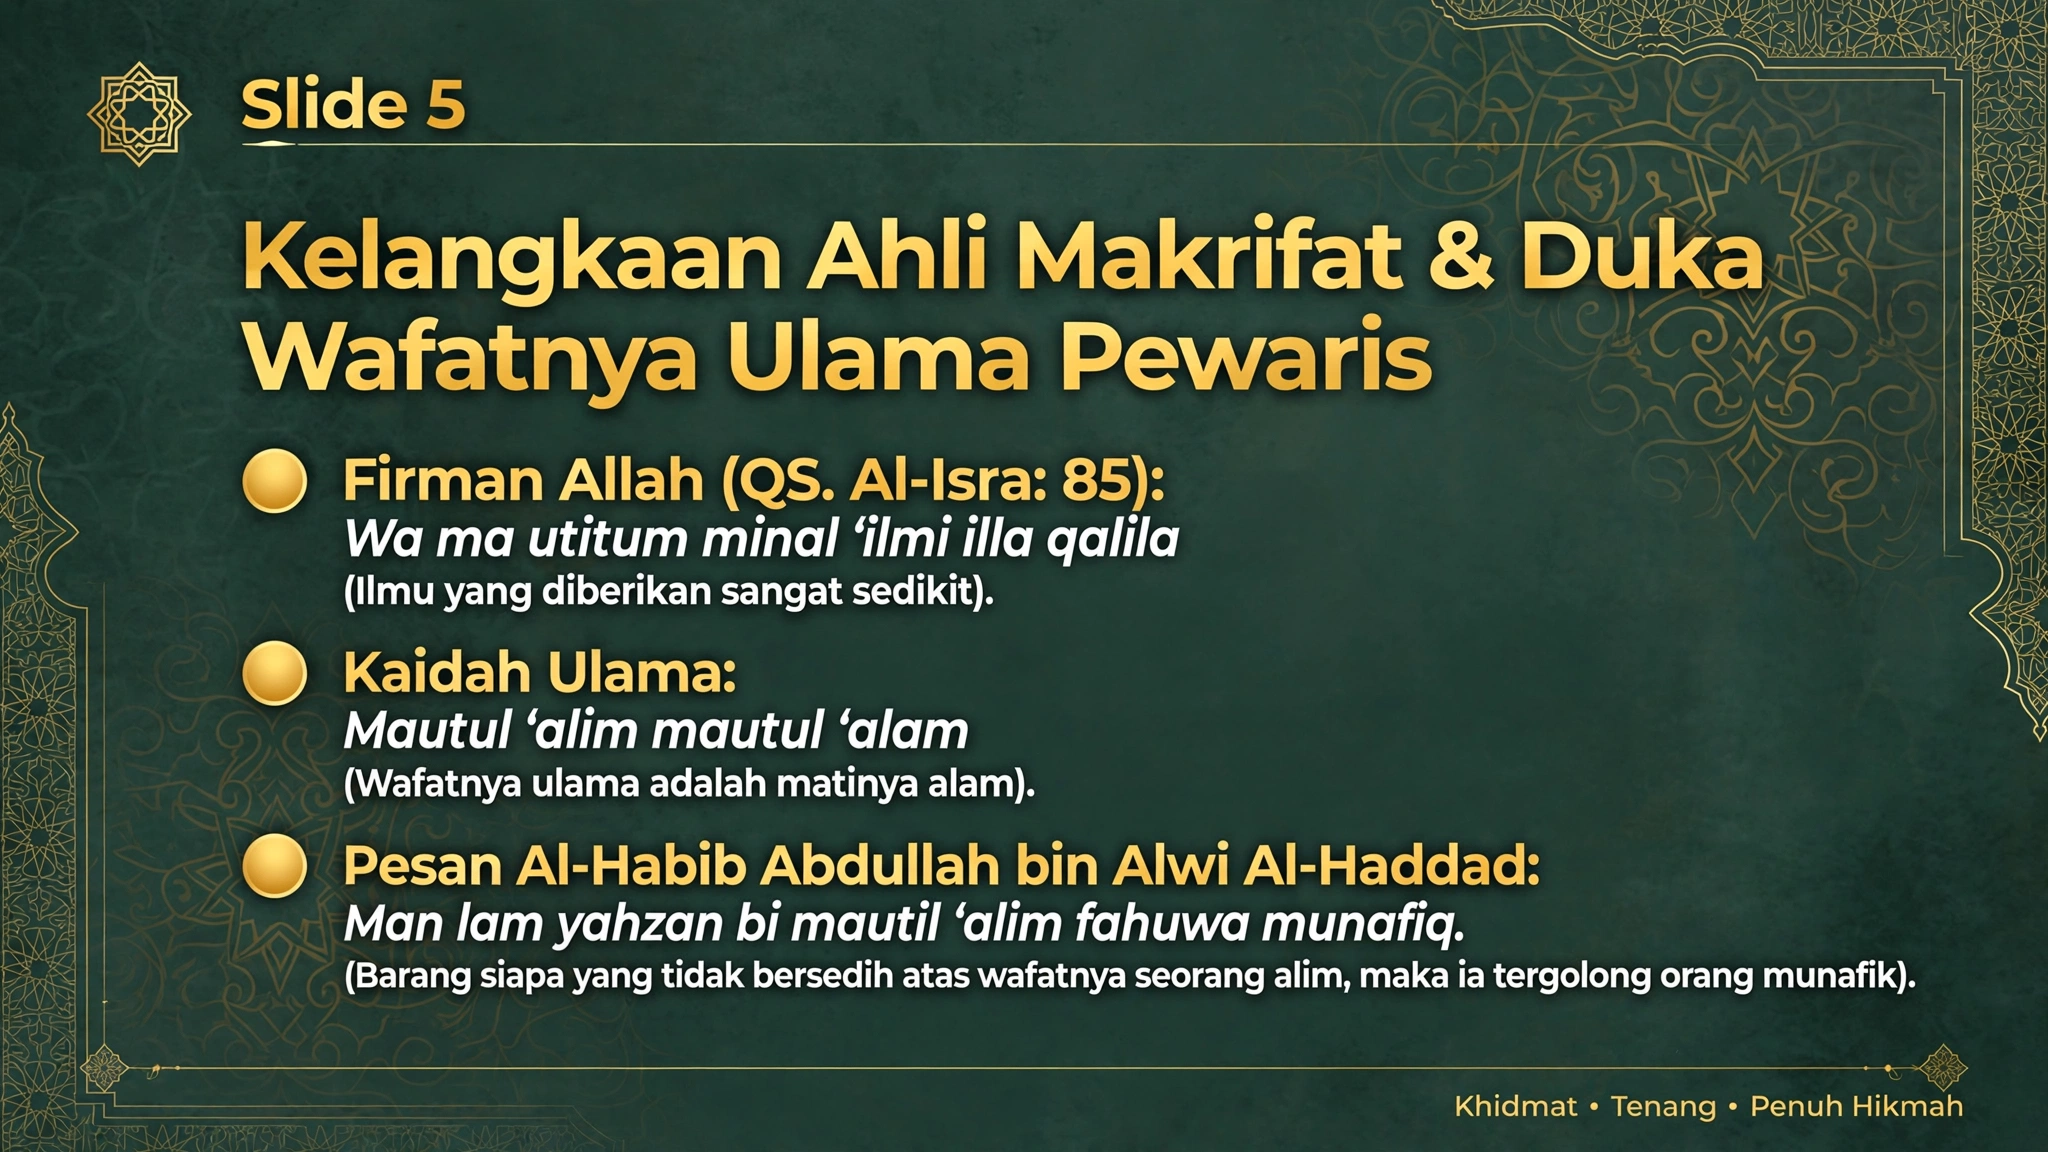 Slide 5
Kelangkaan Ahli Makrifat & Duka
Wafatnya Ulama Pewaris
Firman Allah (QS. Al-Isra: 85):
Wa ma utitum minal ‘ilmi illa qalila
(Ilmu yang diberikan sangat sedikit).
Kaidah Ulama:
Mautul ‘alim mautul ‘alam
(Wafatnya ulama adalah matinya alam).
Pesan Al-Habib Abdullah bin Alwi Al-Haddad:
Man lam yahzan bi mautil ‘alim fahuwa munafiq.
(Barang siapa yang tidak bersedih atas wafatnya seorang alim, maka ia tergolong orang munafik).
Khidmat • Tenang • Penuh Hikmah